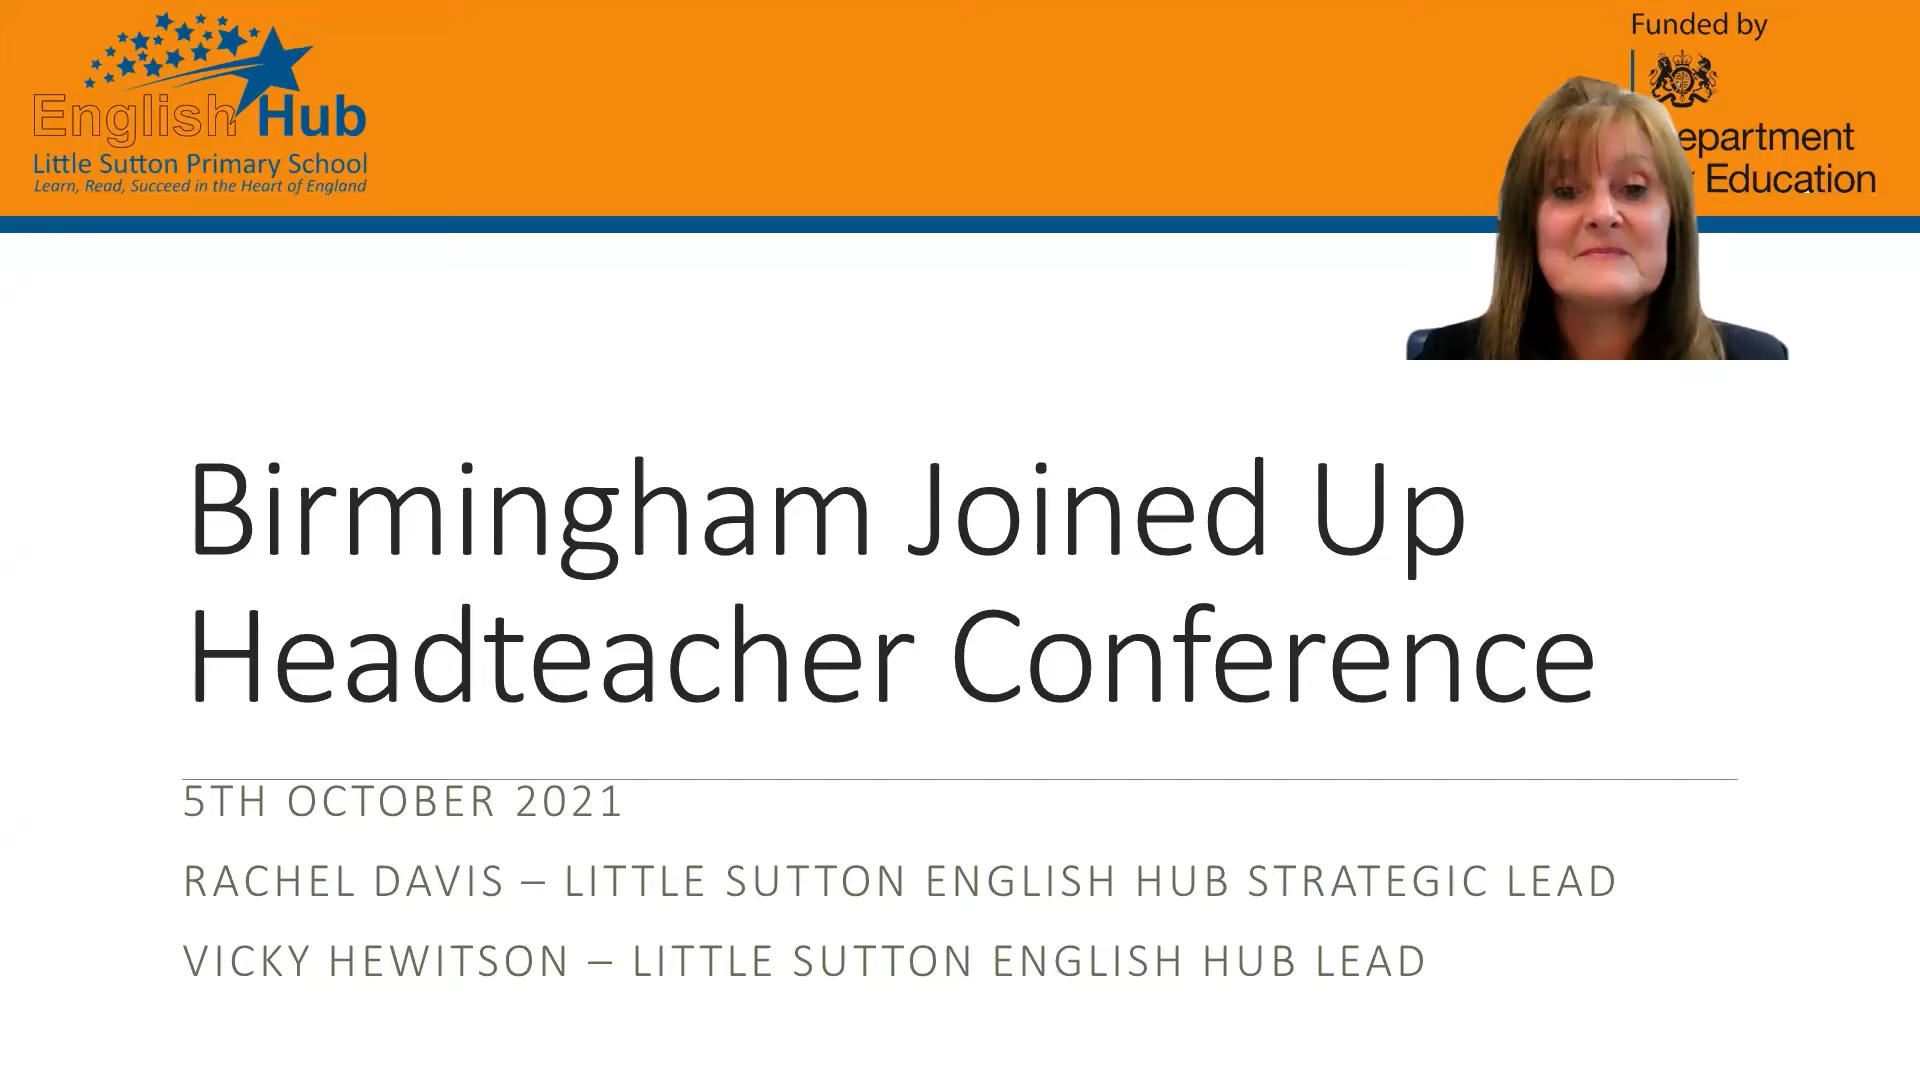 English Hub
Little Sutton Primary School
Learn, Read, Succeed in the Heart of England
Funded by
epartment
Education
Birmingham Joined Up
Headteacher Conference
5TH OCTOBER 2021
RACHEL DAVIS – LITTLE SUTTON ENGLISH HUB STRATEGIC LEAD
VICKY HEWITSON – LITTLE SUTTON ENGLISH HUB LEAD